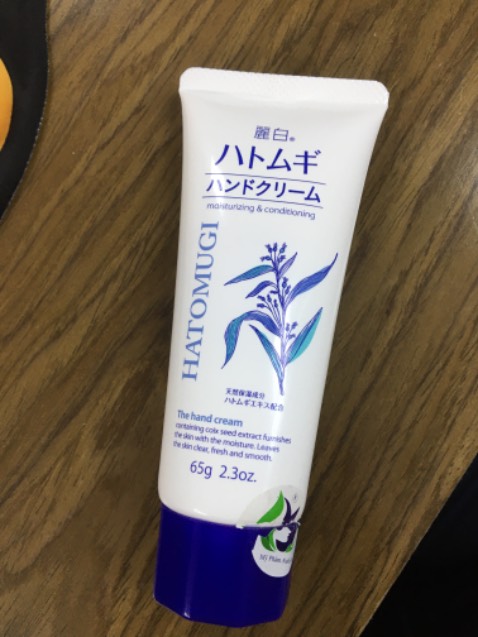 麗白®
ハトムギ
ハンドクリーム
moisturizing & conditioning
HATOMUGI
天然保湿成分
ハトムギエキス配合
The hand cream
containing coix seed extract furnishes
the skin with the moisture. Leaves
the skin clear, fresh and smooth.
65g 2.3oz.